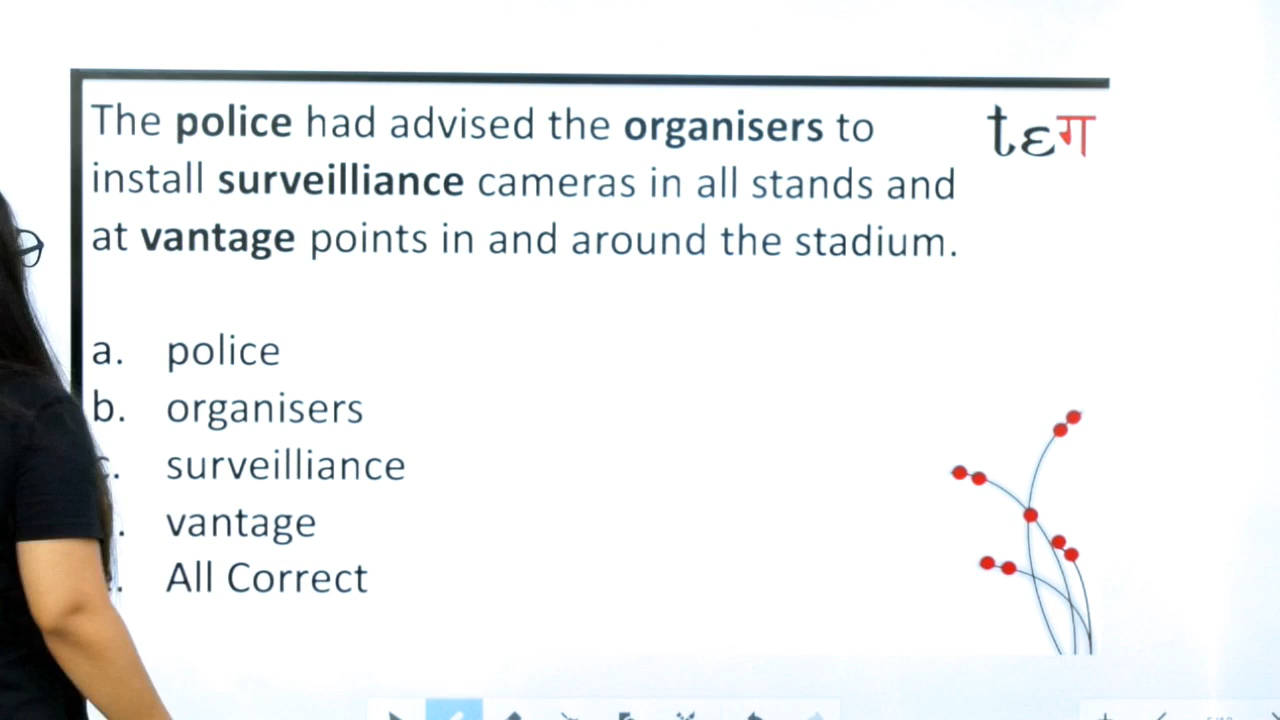 The police had advised the organisers to
tεग
install surveilliance cameras in all stands and
at vantage points in and around the stadium.
a. police
b. organisers
c. surveilliance
. vantage
. All Correct